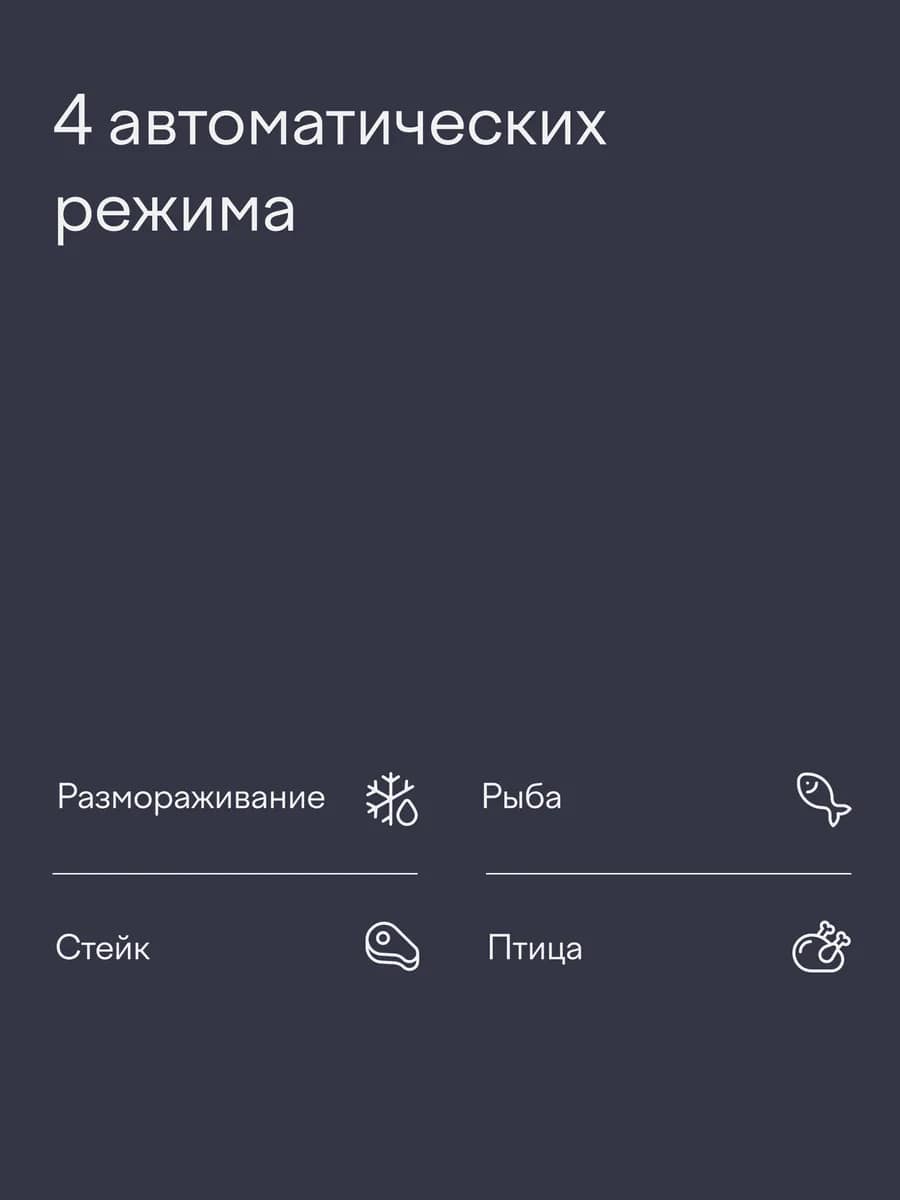 4 автоматических
режима
Размораживание
Рыба
Стейк
Птица